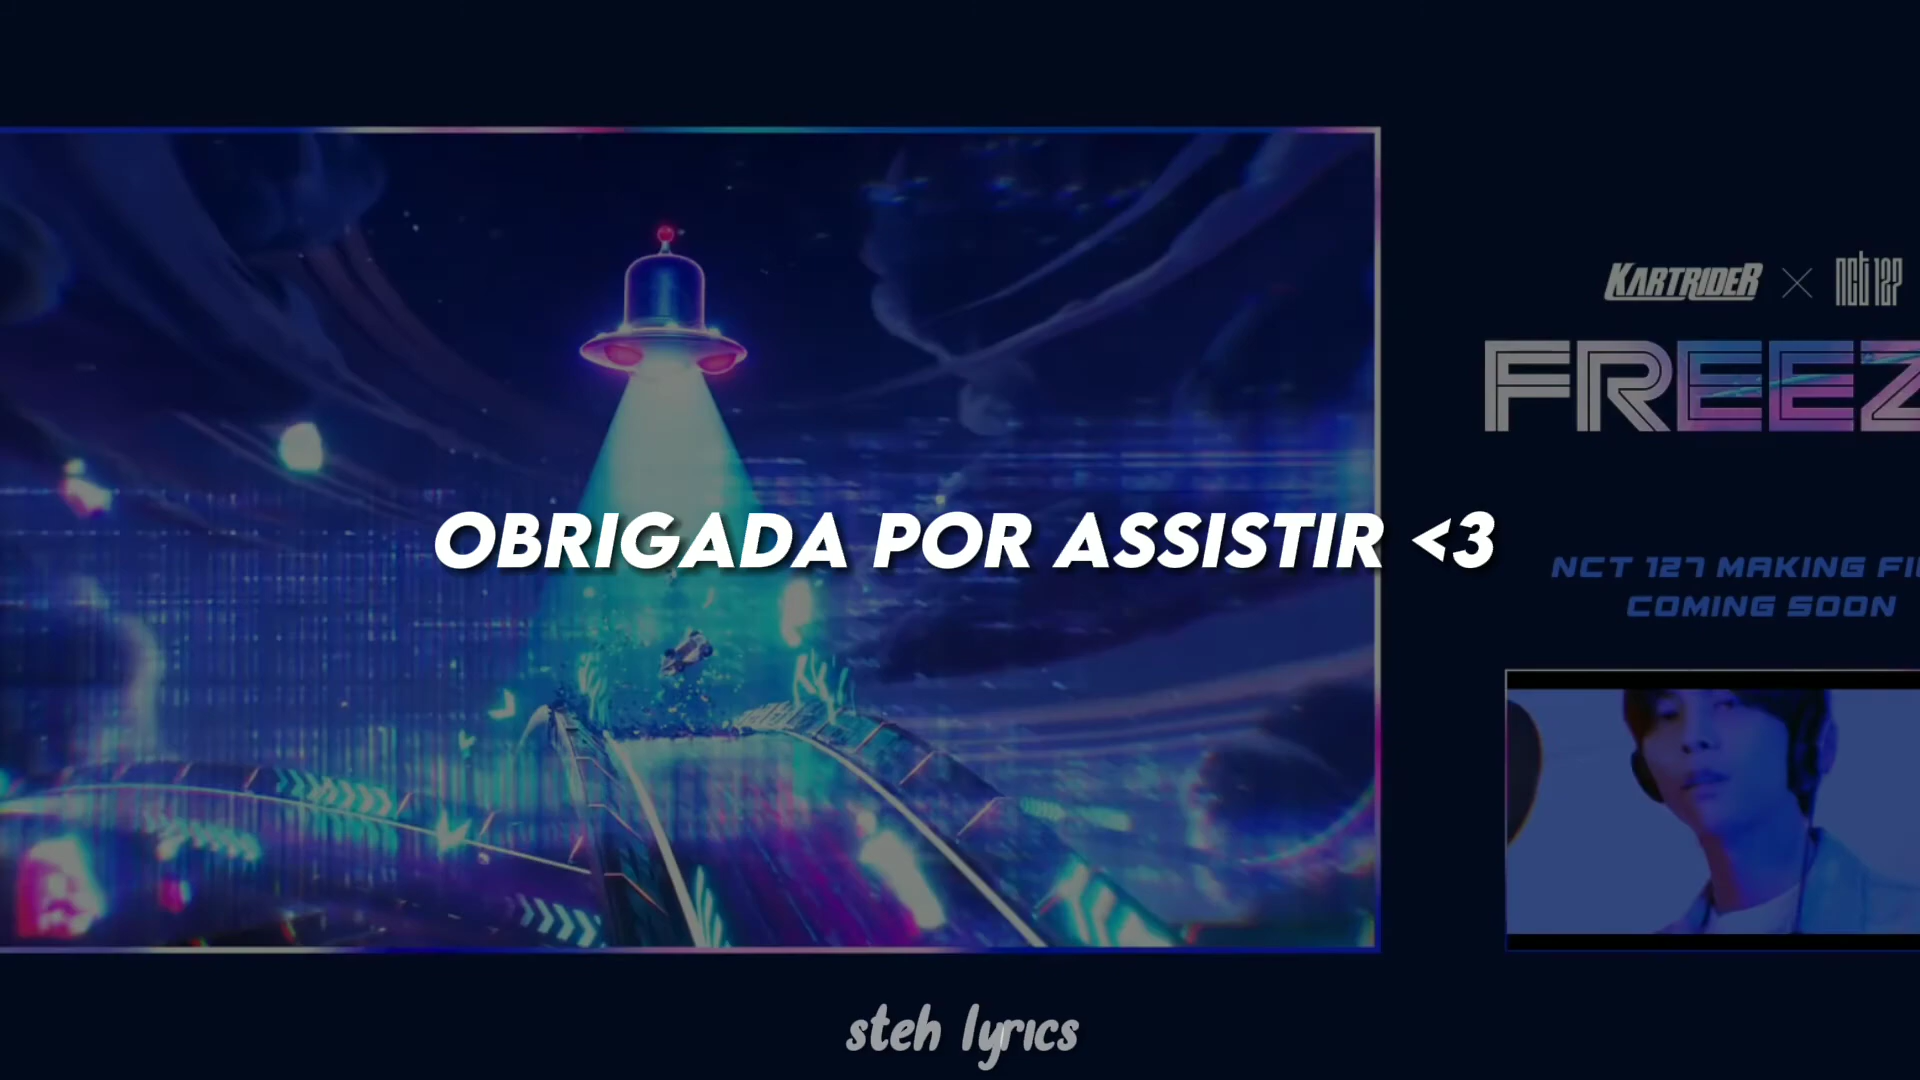 KARTRIDER × NCT 127
FREEZ
OBRIGADA POR ASSISTIR <3
NCT 127 MAKING FI
COMING SOON
steh lyrics